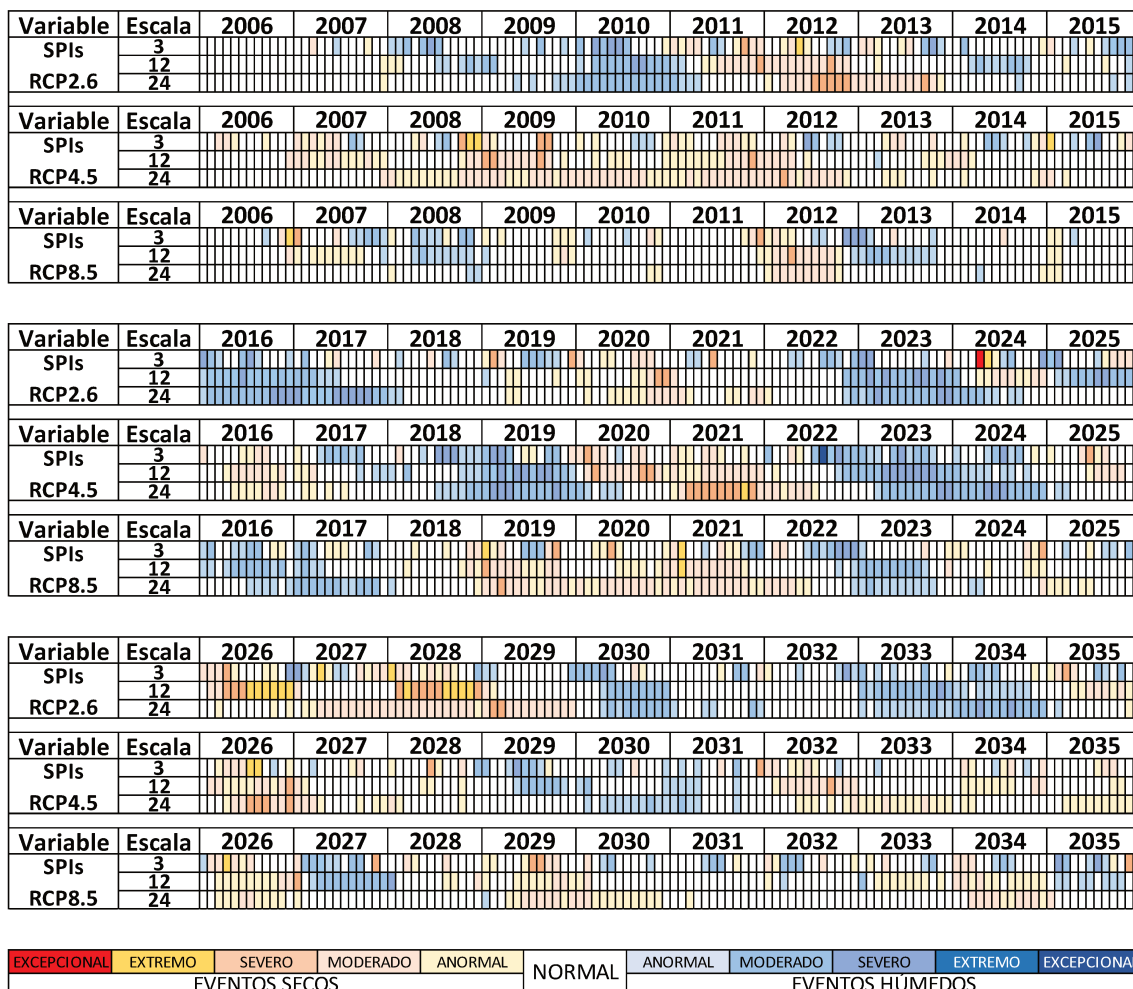 Variable Escala 2006 2007 2008 2009 2010 2011 2012 2013 2014 2015
SPIs 3
12
RCP2.6 24
Variable Escala 2006 2007 2008 2009 2010 2011 2012 2013 2014 2015
SPIs 3
12
RCP4.5 24
Variable Escala 2006 2007 2008 2009 2010 2011 2012 2013 2014 2015
SPIs 3
12
RCP8.5 24
Variable Escala 2016 2017 2018 2019 2020 2021 2022 2023 2024 2025
SPIs 3
12
RCP2.6 24
Variable Escala 2016 2017 2018 2019 2020 2021 2022 2023 2024 2025
SPIs 3
12
RCP4.5 24
Variable Escala 2016 2017 2018 2019 2020 2021 2022 2023 2024 2025
SPIs 3
12
RCP8.5 24
Variable Escala 2026 2027 2028 2029 2030 2031 2032 2033 2034 2035
SPIs 3
12
RCP2.6 24
Variable Escala 2026 2027 2028 2029 2030 2031 2032 2033 2034 2035
SPIs 3
12
RCP4.5 24
Variable Escala 2026 2027 2028 2029 2030 2031 2032 2033 2034 2035
SPIs 3
12
RCP8.5 24
EXCEPCIONAL EXTREMO SEVERO MODERADO ANORMAL NORMAL ANORMAL MODERADO SEVERO EXTREMO EXCEPCIONAL
EVENTOS SECOS EVENTOS HÚMEDOS